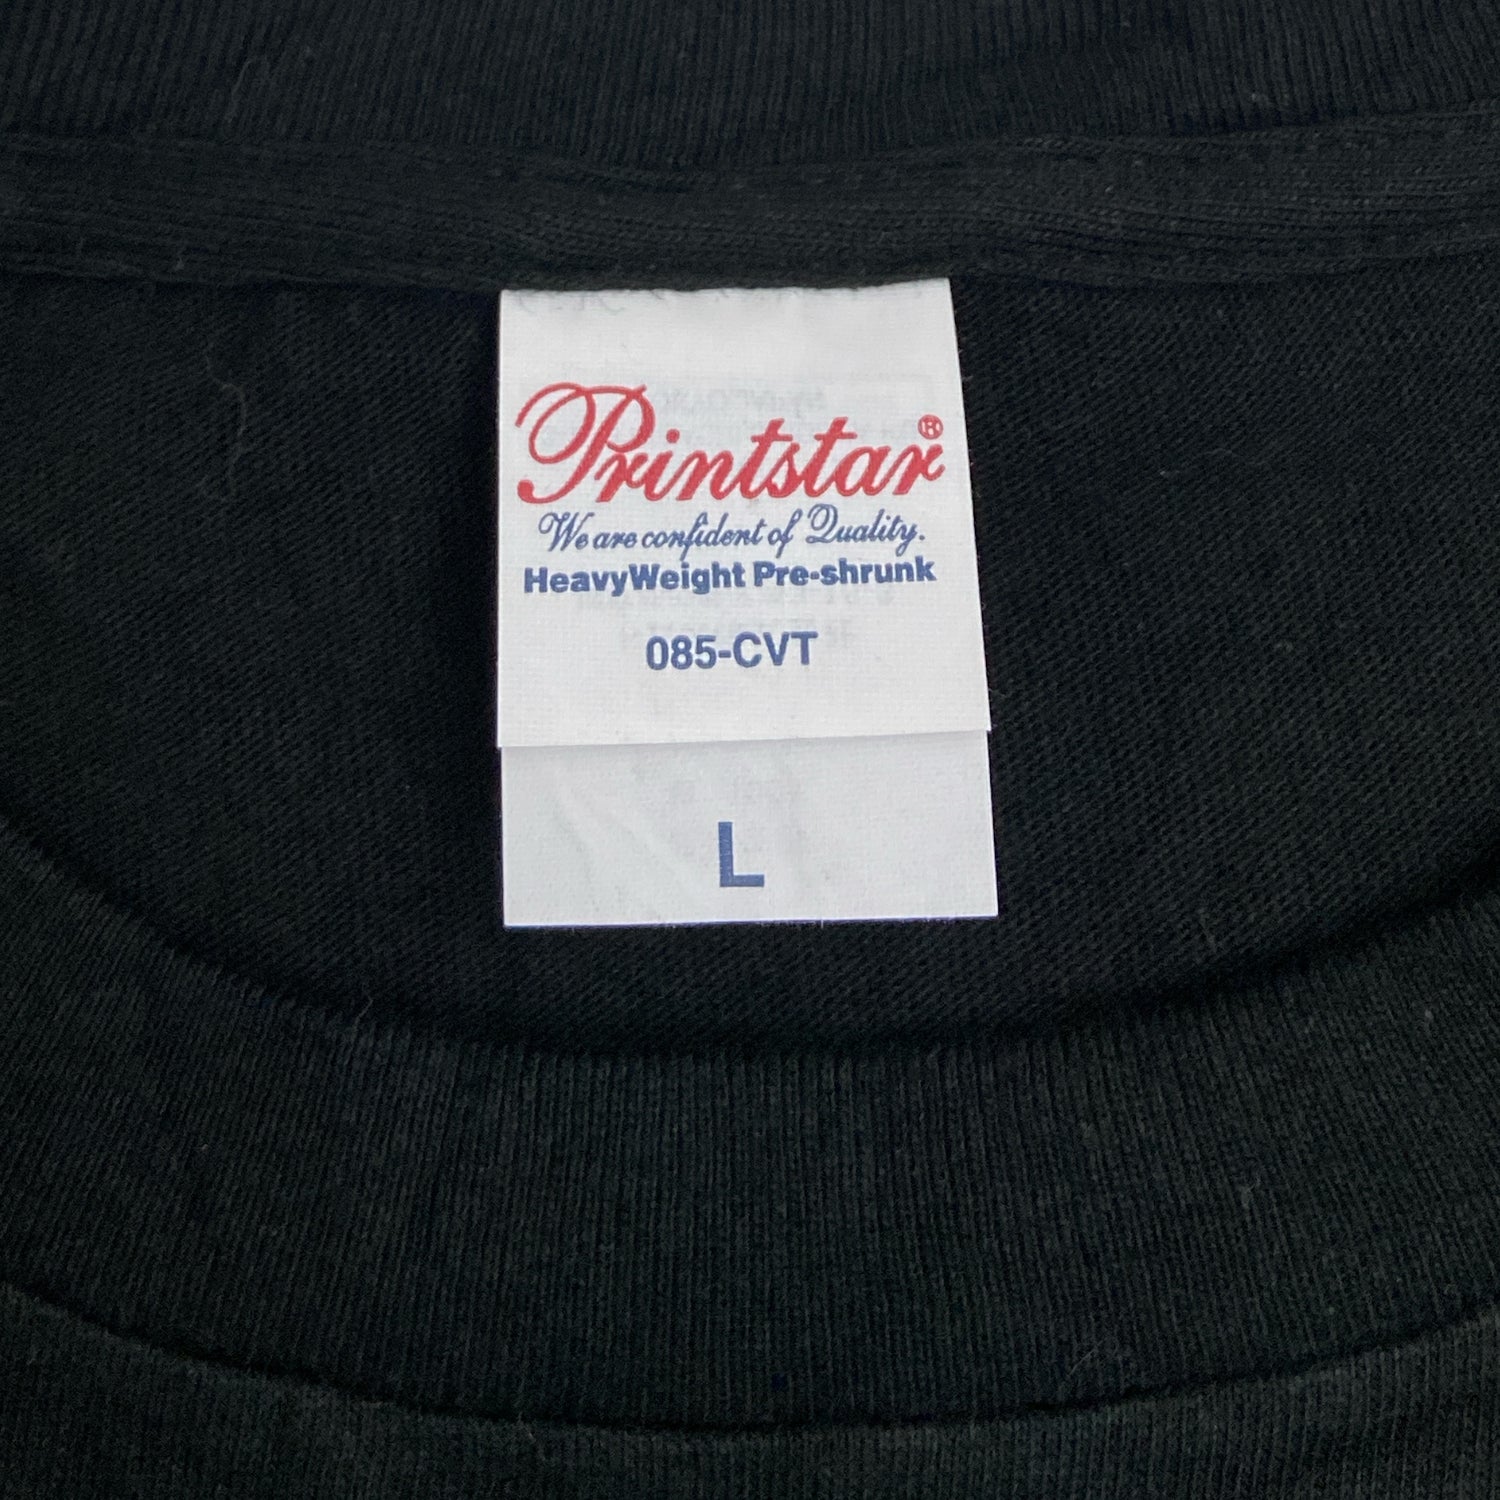 Printstar®
We are confident of Quality.
HeavyWeight Pre-shrunk
085-CVT
L